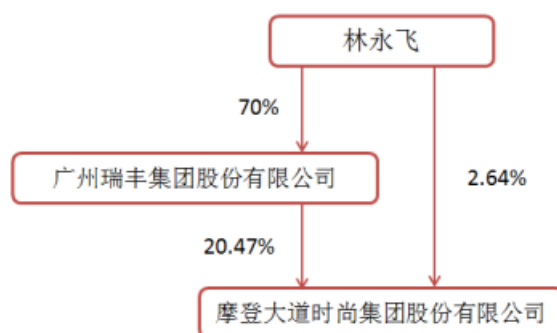 林永飞
70%
广州瑞丰集团股份有限公司
2.64%
20.47%
摩登大道时尚集团股份有限公司